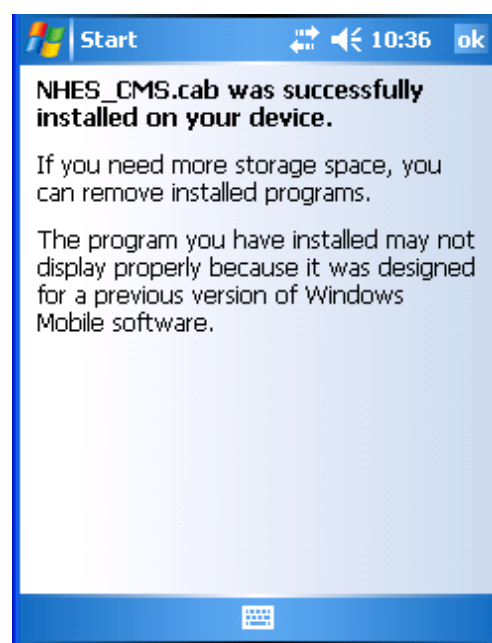 Start 10:36 ok
NHES_CMS.cab was successfully
installed on your device.
If you need more storage space, you
can remove installed programs.
The program you have installed may not
display properly because it was designed
for a previous version of Windows
Mobile software.